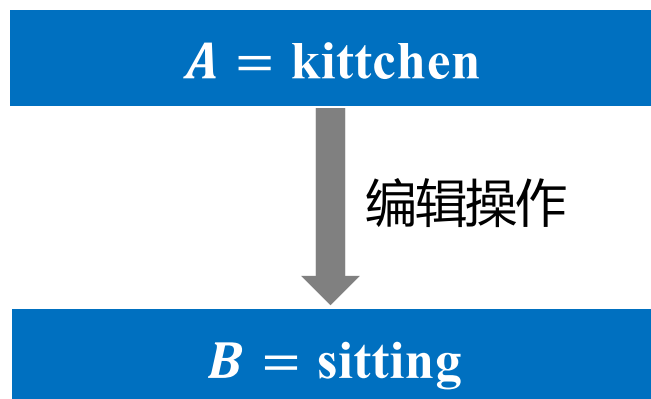 A = kittchen
编辑操作
B = sitting